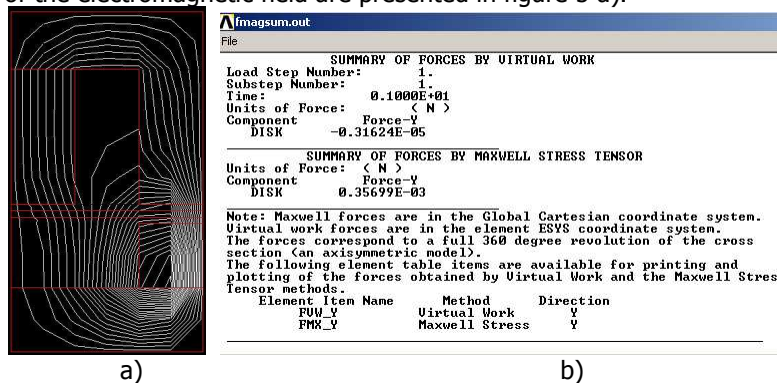 of the electromagnetic field are presented in figure 5 a).
fmagsum.out
File
SUMMARY OF FORCES BY VIRTUAL WORK
Load Step Number: 1.
Substep Number: 1.
Time: 0.1000E+01
Units of Force: ( N )
Component Force-Y
DISK -0.31624E-05
SUMMARY OF FORCES BY MAXWELL STRESS TENSOR
Units of Force: ( N )
Component Force-Y
DISK 0.35699E-03
Note: Maxwell forces are in the Global Cartesian coordinate system.
Virtual work forces are in the element ESYS coordinate system.
The forces correspond to a full 360 degree revolution of the cross
section (an axisymmetric model).
The following element table items are available for printing and
plotting of the forces obtained by Virtual Work and the Maxwell Stres
Tensor methods.
Element Item Name Method Direction
FVW_Y Virtual Work Y
FMX_Y Maxwell Stress Y
a)
b)